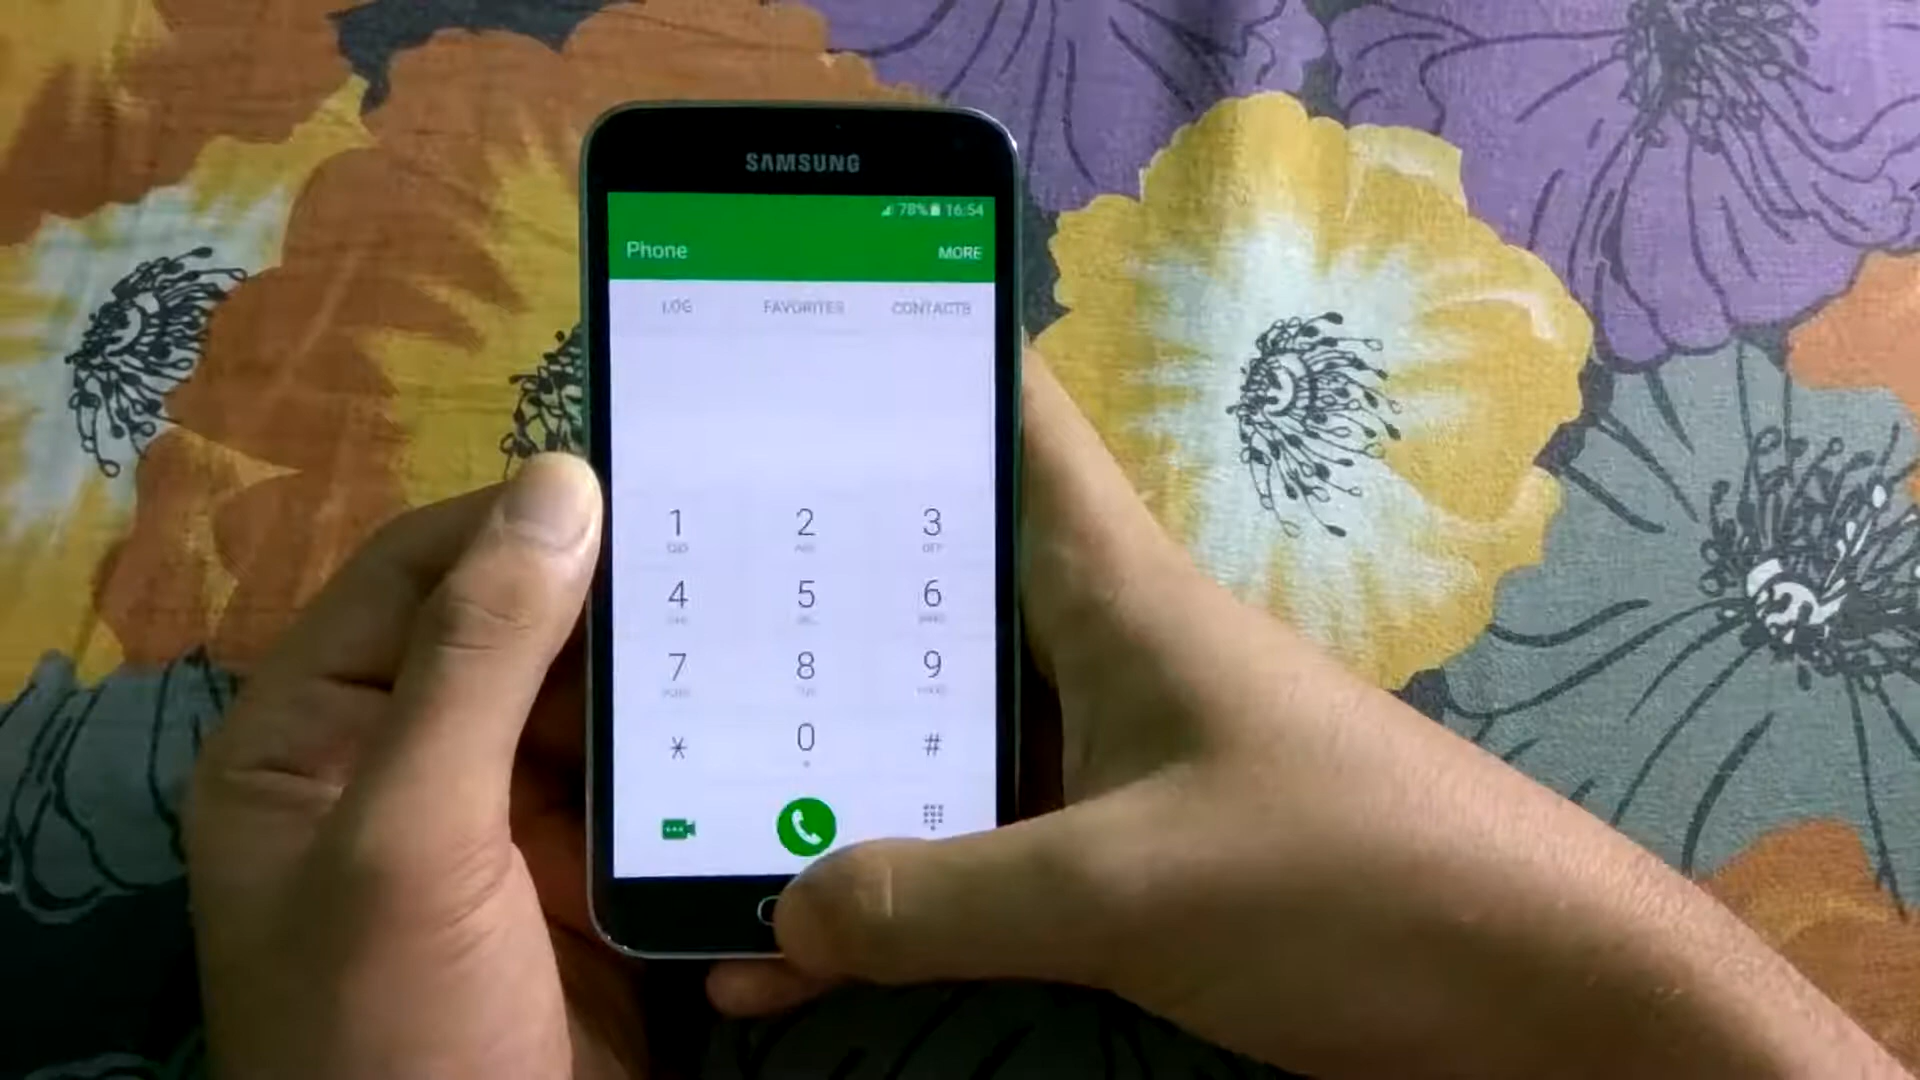 SAMSUNG
78% 16:54
Phone MORE
LOG FAVORITES CONTACTS
1 2 3
4 5 6
7 8 9
* 0 #